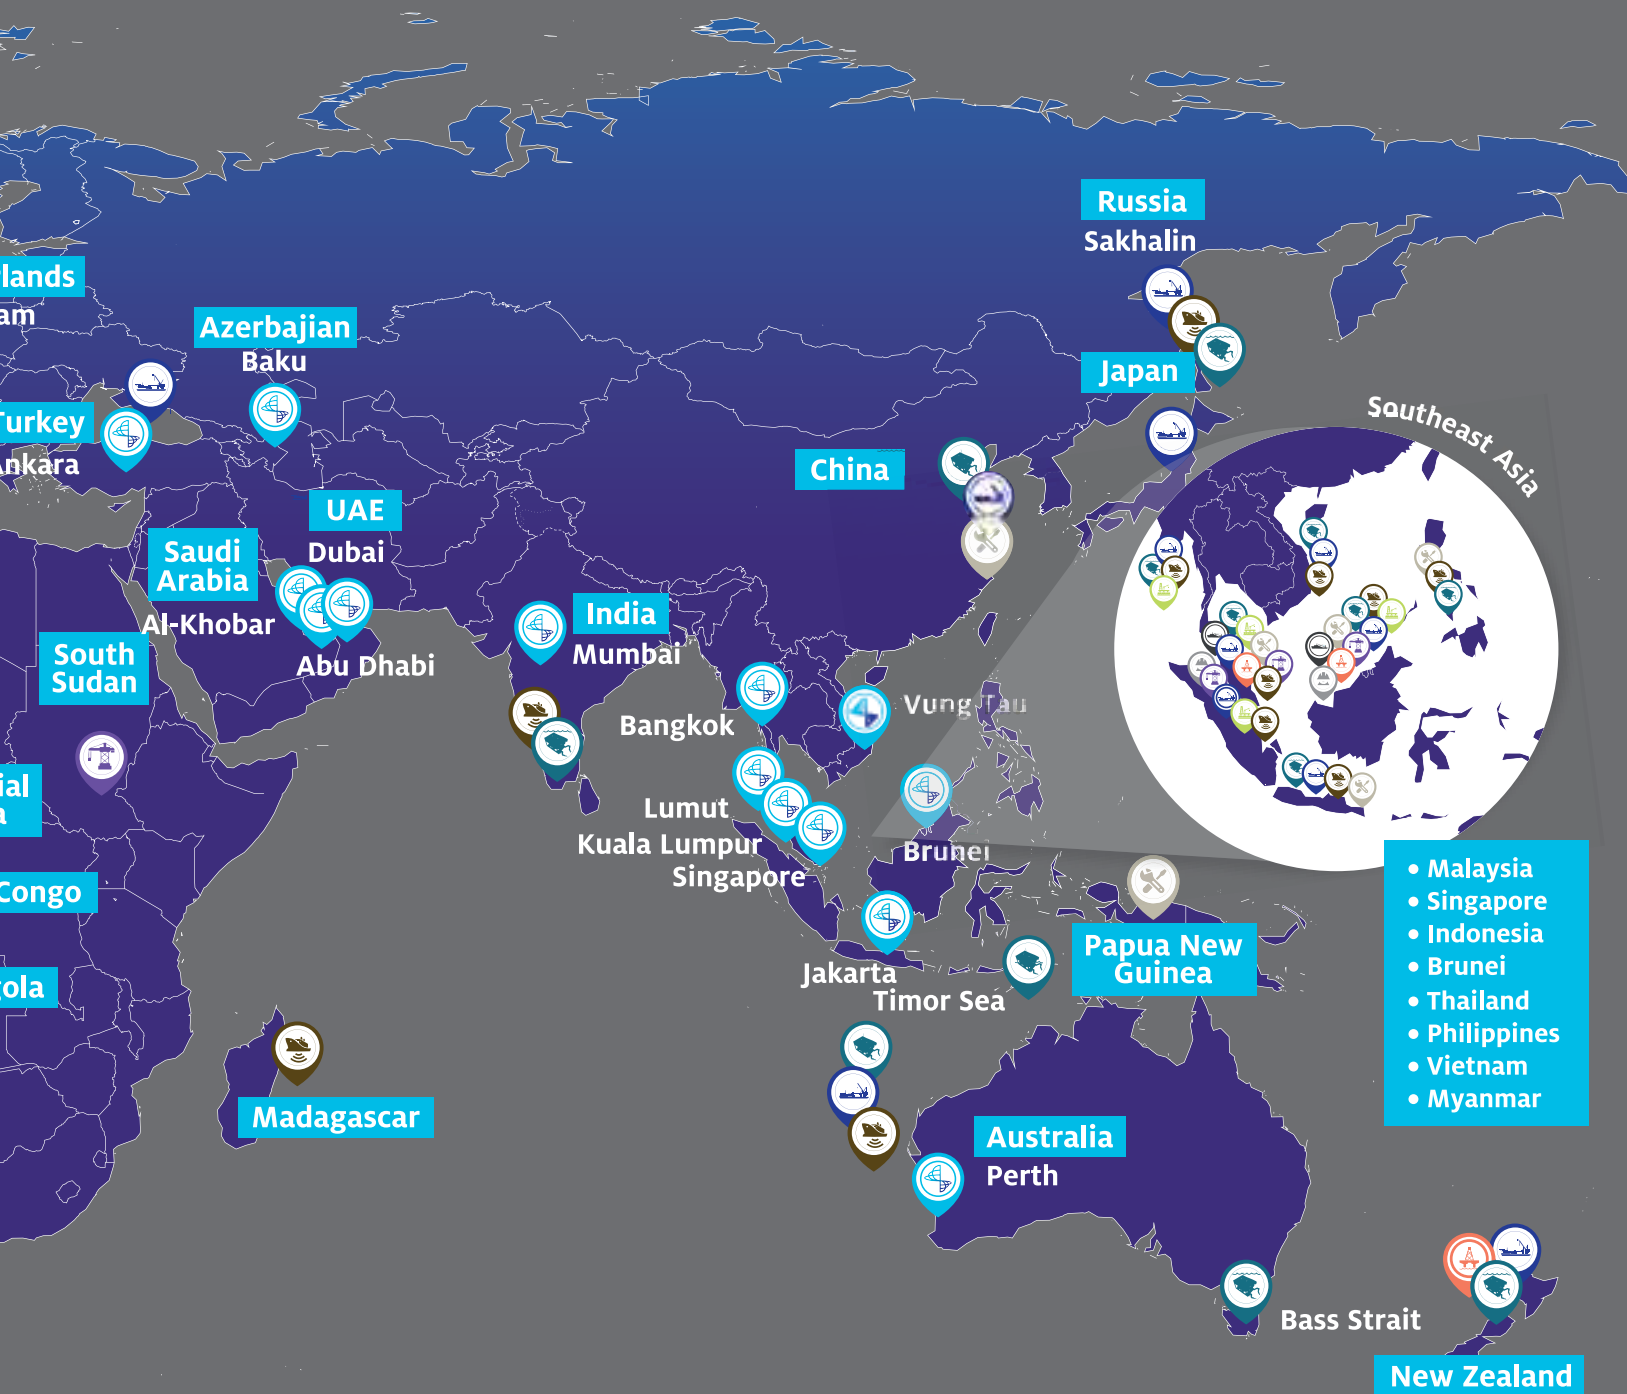 Russia
Sakhalin
lands
am
Azerbajian
Baku
Japan
Southeast Asia
Turkey
Ankara
China
UAE
Dubai
Saudi
Arabia
Al-Khobar
Abu Dhabi
India
Mumbai
South
Sudan
Bangkok
Vung Tau
ial
a
Lumut
Kuala Lumpur
Singapore
Brunei
Congo
• Malaysia
• Singapore
• Indonesia
• Brunei
• Thailand
• Philippines
• Vietnam
• Myanmar
Papua New
Guinea
Jakarta
Timor Sea
gola
Madagascar
Australia
Perth
Bass Strait
New Zealand